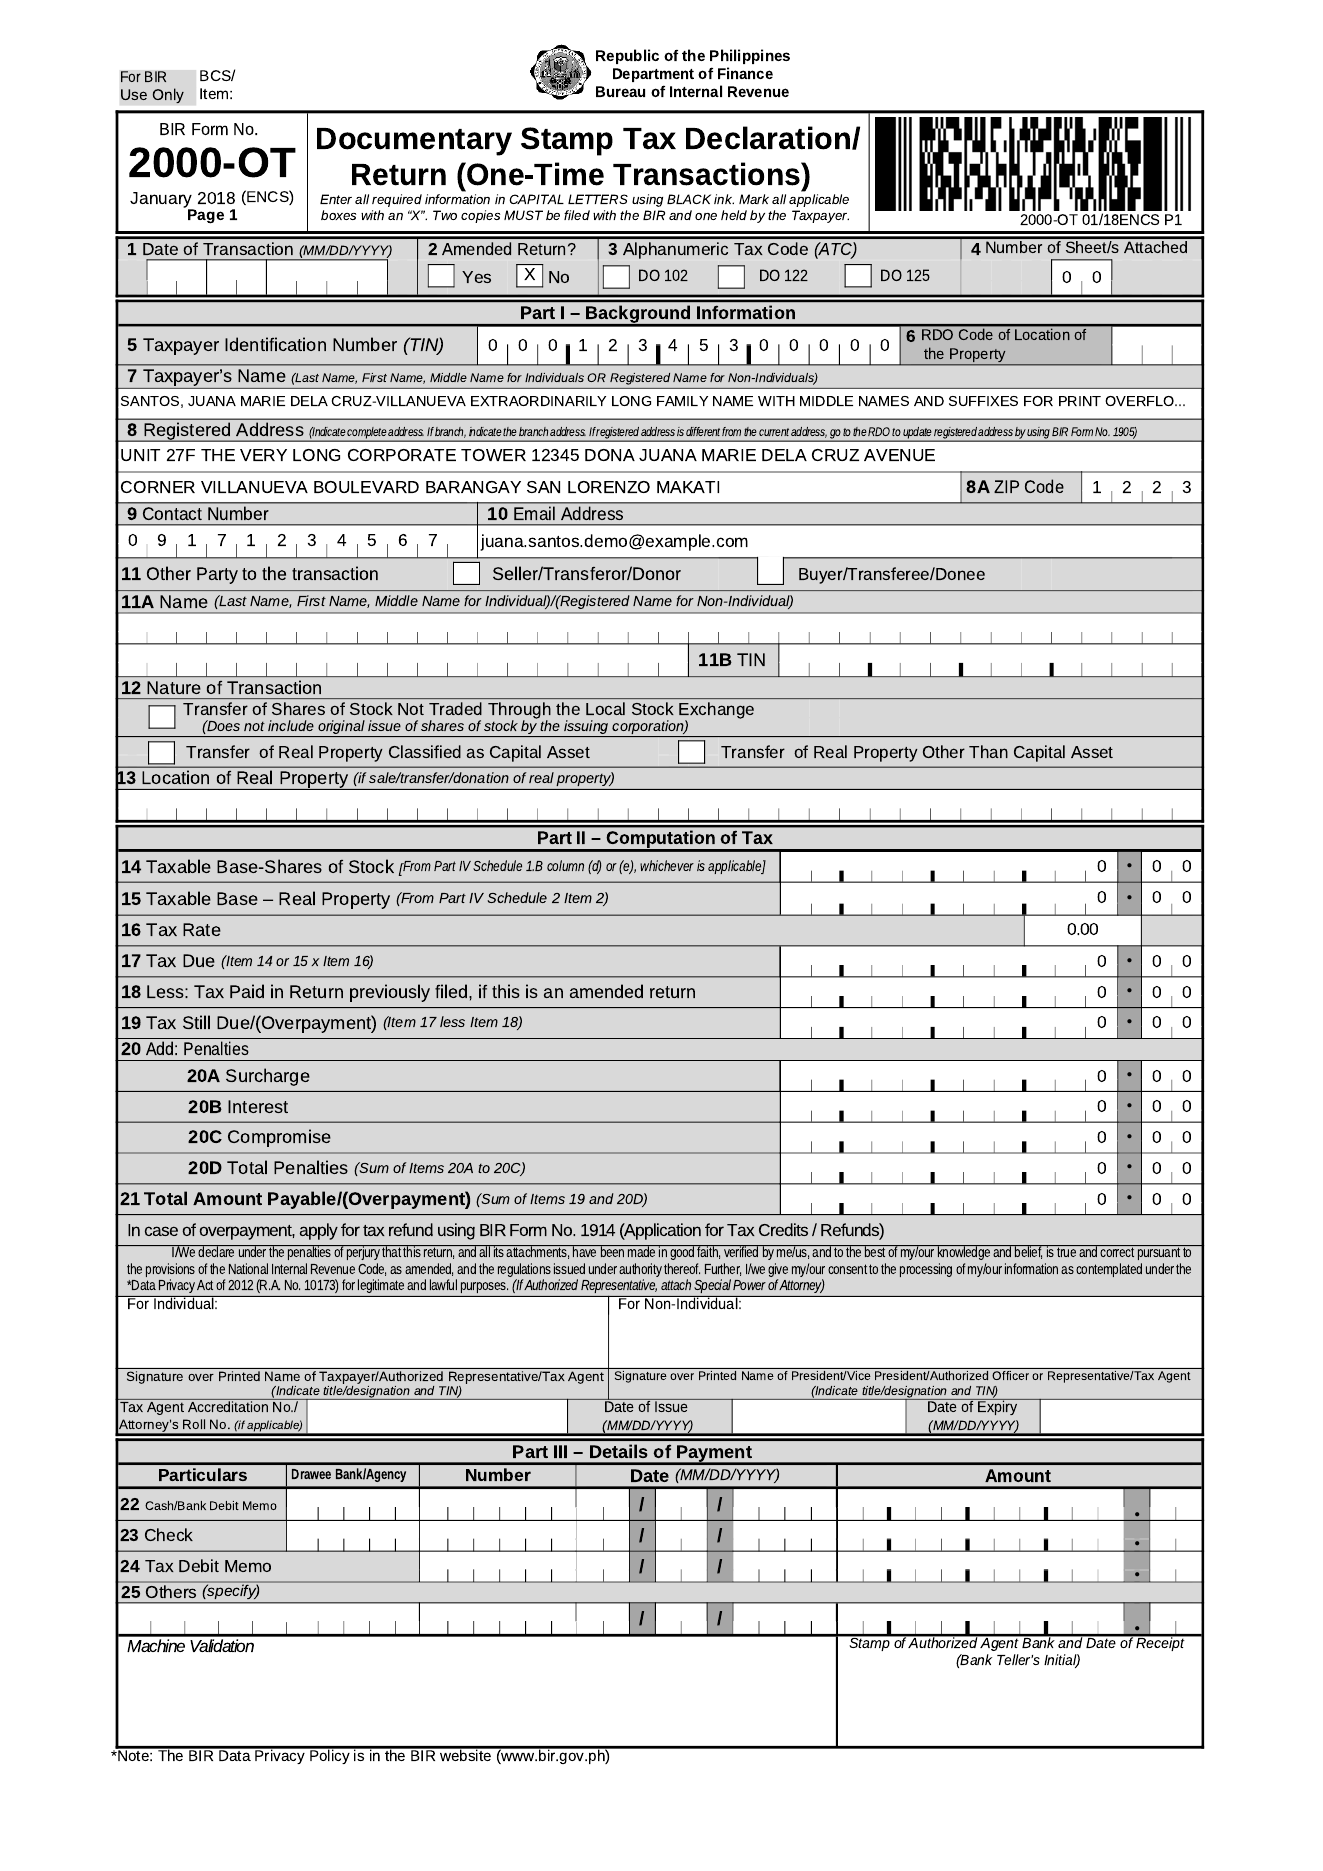 Republic of the Philippines
Department of Finance
Bureau of Internal Revenue
For BIR Use Only
BCS/
Item:
BIR Form No.
2000-OT
January 2018 (ENCS)
Page 1
Documentary Stamp Tax Declaration/
Return (One-Time Transactions)
Enter all required information in CAPITAL LETTERS using BLACK ink. Mark all applicable
boxes with an “X”. Two copies MUST be filed with the BIR and one held by the Taxpayer.
2000-OT 01/18ENCS P1
1 Date of Transaction (MM/DD/YYYY)
2 Amended Return?
Yes X No
3 Alphanumeric Tax Code (ATC)
DO 102 DO 122 DO 125
4 Number of Sheet/s Attached
0 0
Part I – Background Information
5 Taxpayer Identification Number (TIN) 0 0 0 1 2 3 4 5 3 0 0 0 0 0
6 RDO Code of Location of
the Property
7 Taxpayer’s Name (Last Name, First Name, Middle Name for Individuals OR Registered Name for Non-Individuals)
SANTOS, JUANA MARIE DELA CRUZ-VILLANUEVA EXTRAORDINARILY LONG FAMILY NAME WITH MIDDLE NAMES AND SUFFIXES FOR PRINT OVERFLO...
8 Registered Address (Indicate complete address. If branch, indicate the branch address. If registered address is different from the current address, go to the RDO to update registered address by using BIR Form No. 1905)
UNIT 27F THE VERY LONG CORPORATE TOWER 12345 DONA JUANA MARIE DELA CRUZ AVENUE
CORNER VILLANUEVA BOULEVARD BARANGAY SAN LORENZO MAKATI
8A ZIP Code 1 2 2 3
9 Contact Number
10 Email Address
0 9 1 7 1 2 3 4 5 6 7
juana.santos.demo@example.com
11 Other Party to the transaction Seller/Transferor/Donor Buyer/Transferee/Donee
11A Name (Last Name, First Name, Middle Name for Individual)/(Registered Name for Non-Individual)
11B TIN
12 Nature of Transaction
Transfer of Shares of Stock Not Traded Through the Local Stock Exchange
(Does not include original issue of shares of stock by the issuing corporation)
Transfer of Real Property Classified as Capital Asset Transfer of Real Property Other Than Capital Asset
13 Location of Real Property (if sale/transfer/donation of real property)
Part II – Computation of Tax
14 Taxable Base-Shares of Stock [From Part IV Schedule 1.B column (d) or (e), whichever is applicable] 0 • 0 0
15 Taxable Base – Real Property (From Part IV Schedule 2 Item 2) 0 • 0 0
16 Tax Rate 0.00
17 Tax Due (Item 14 or 15 x Item 16) 0 • 0 0
18 Less: Tax Paid in Return previously filed, if this is an amended return 0 • 0 0
19 Tax Still Due/(Overpayment) (Item 17 less Item 18) 0 • 0 0
20 Add: Penalties
20A Surcharge 0 • 0 0
20B Interest 0 • 0 0
20C Compromise 0 • 0 0
20D Total Penalties (Sum of Items 20A to 20C) 0 • 0 0
21 Total Amount Payable/(Overpayment) (Sum of Items 19 and 20D) 0 • 0 0
In case of overpayment, apply for tax refund using BIR Form No. 1914 (Application for Tax Credits / Refunds)
I/We declare under the penalties of perjury that this return, and all its attachments, have been made in good faith, verified by me/us, and to the best of my/our knowledge and belief, is true and correct pursuant to
the provisions of the National Internal Revenue Code, as amended, and the regulations issued under authority thereof. Further, I/we give my/our consent to the processing of my/our information as contemplated under the
*Data Privacy Act of 2012 (R.A. No. 10173) for legitimate and lawful purposes. (If Authorized Representative, attach Special Power of Attorney)
For Individual:
For Non-Individual:
Signature over Printed Name of Taxpayer/Authorized Representative/Tax Agent
(Indicate title/designation and TIN)
Signature over Printed Name of President/Vice President/Authorized Officer or Representative/Tax Agent
(Indicate title/designation and TIN)
Tax Agent Accreditation No./
Attorney’s Roll No. (if applicable)
Date of Issue
(MM/DD/YYYY)
Date of Expiry
(MM/DD/YYYY)
Part III – Details of Payment
Particulars Drawee Bank/Agency Number Date (MM/DD/YYYY) Amount
22 Cash/Bank Debit Memo / / .
23 Check / / .
24 Tax Debit Memo / / .
25 Others (specify)
/ / .
Machine Validation
Stamp of Authorized Agent Bank and Date of Receipt
(Bank Teller’s Initial)
*Note: The BIR Data Privacy Policy is in the BIR website (www.bir.gov.ph)